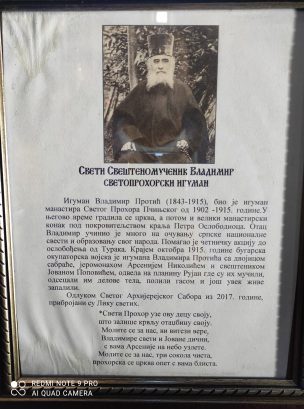 Свети Свештеномученик Владимир
светопрохорски игуман
Игуман Владимир Протић (1843-1915), био је игуман
манастира Светог Прохора Пчињског од 1902 -1915. године.У
његово време градила се црква, а потом и велики манастирски
конак под покровитељством краља Петра Ослободиоца. Отац
Владимир учинио је много на очувању српске националне
свести и образовању свог народа. Помагао је четничку акцију до
ослобођења од Турака. Крајем октобра 1915. године бугарска
окупаторска војска је игумана Владимира Протића са двојицом
сабраће, јеромонахом Арсенијем Николићем и свештеником
Јованом Поповићем, одвела на планину Рујан где су их мучили,
одсецали им делове тела, полили гасом и још увек живе
запалили.
Одлуком Светог Архијерејског Сабора из 2017. године,
прибројани су Лику светих.
*Свети Прохор узе ову децу своју,
што задоње крвљу отаџбину своју.
Молите се за нас, ви витези вере,
Владимире свети и Јоване дични,
с вама Арсеније на небо узлете.
Молите се за нас, три сокола чиста,
прохорска се црква опет с вама блиста.
REDMI NOTE 9 PRO
AI QUAD CAMERA